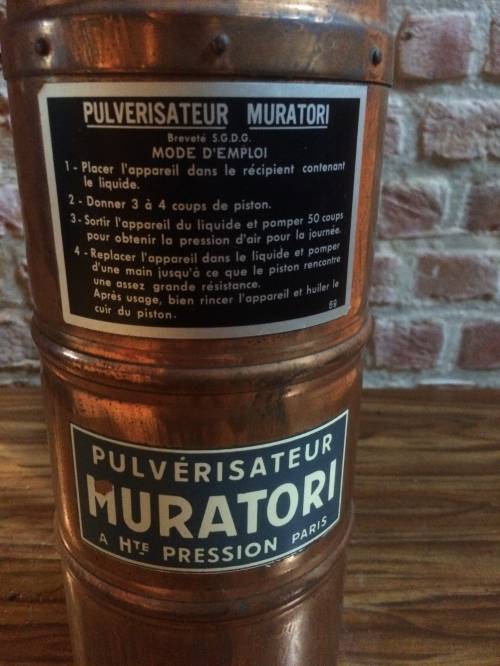 PULVERISATEUR MURATORI
Breveté S.G.D.G.
MODE D'EMPLOI
1 - Placer l'appareil dans le récipient contenant
le liquide.
2 - Donner 3 à 4 coups de piston.
3 - Sortir l'appareil du liquide et pomper 50 coups
pour obtenir la pression d'air pour la journée.
4 - Replacer l'appareil dans le liquide et pomper
d'une main jusqu'à ce que le piston rencontre
une assez grande résistance.
Après usage, bien rincer l'appareil et huiler le
cuir du piston.
69
PULVÉRISATEUR
MURATORI
A HTE PRESSION PARIS